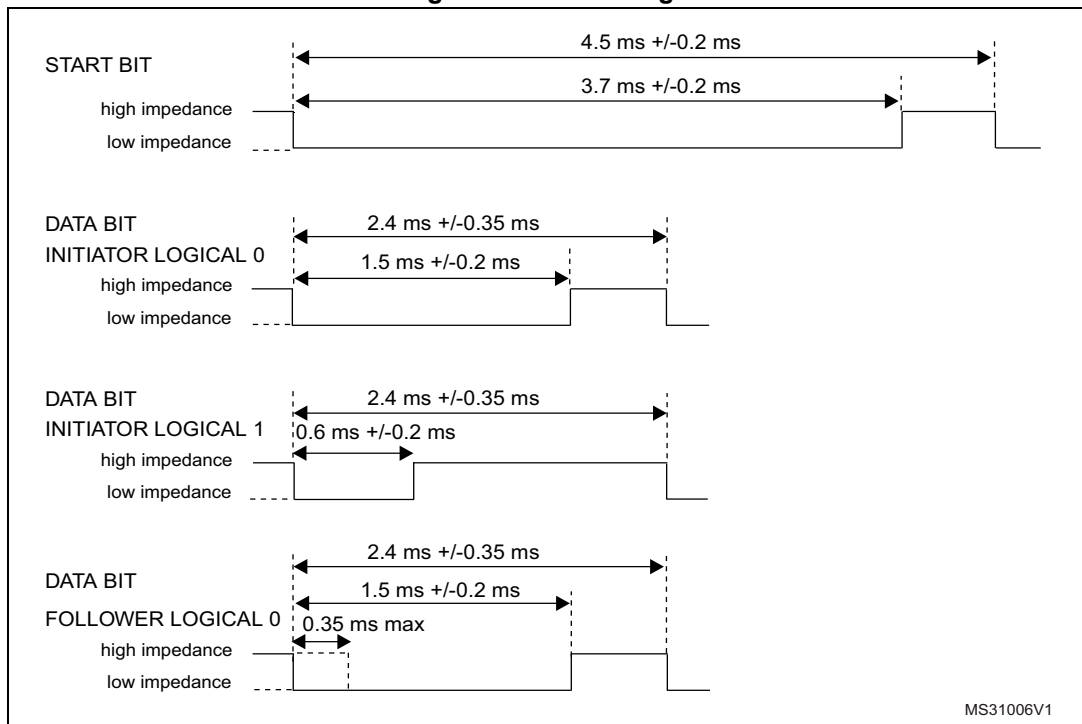 4.5 ms +/-0.2 ms
START BIT
3.7 ms +/-0.2 ms
high impedance
low impedance
DATA BIT
2.4 ms +/-0.35 ms
INITIATOR LOGICAL 0
1.5 ms +/-0.2 ms
high impedance
low impedance
DATA BIT
2.4 ms +/-0.35 ms
INITIATOR LOGICAL 1
0.6 ms +/-0.2 ms
high impedance
low impedance
2.4 ms +/-0.35 ms
DATA BIT
1.5 ms +/-0.2 ms
FOLLOWER LOGICAL 0
0.35 ms max
high impedance
low impedance
MS31006V1